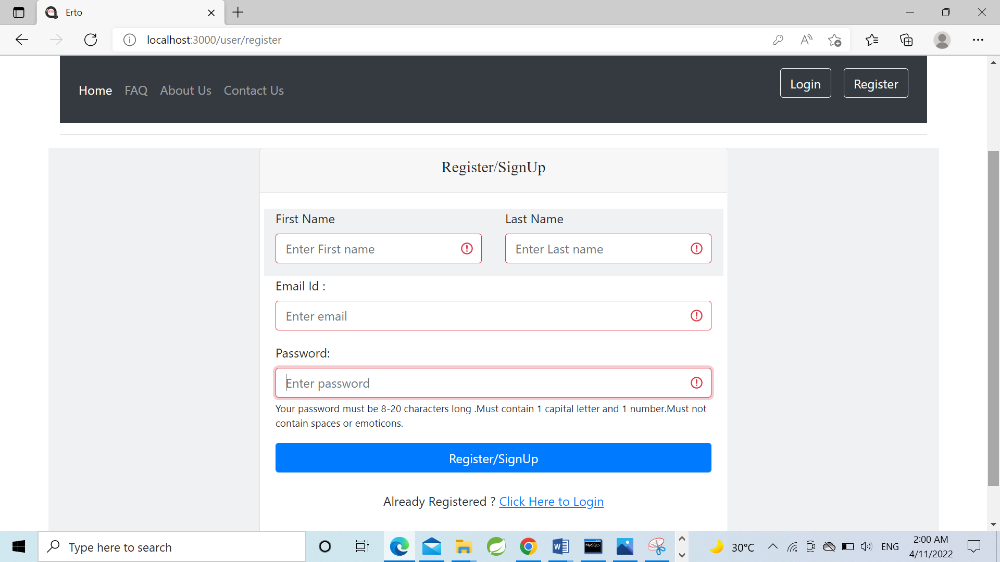 Erto
localhost:3000/user/register
Home FAQ About Us Contact Us
Login Register
Register/SignUp
First Name Last Name
Enter First name Enter Last name
Email Id :
Enter email
Password:
Enter password
Your password must be 8-20 characters long .Must contain 1 capital letter and 1 number.Must not
contain spaces or emoticons.
Register/SignUp
Already Registered ? Click Here to Login
Type here to search
MySQL
30°C
ENG
2:00 AM
4/11/2022